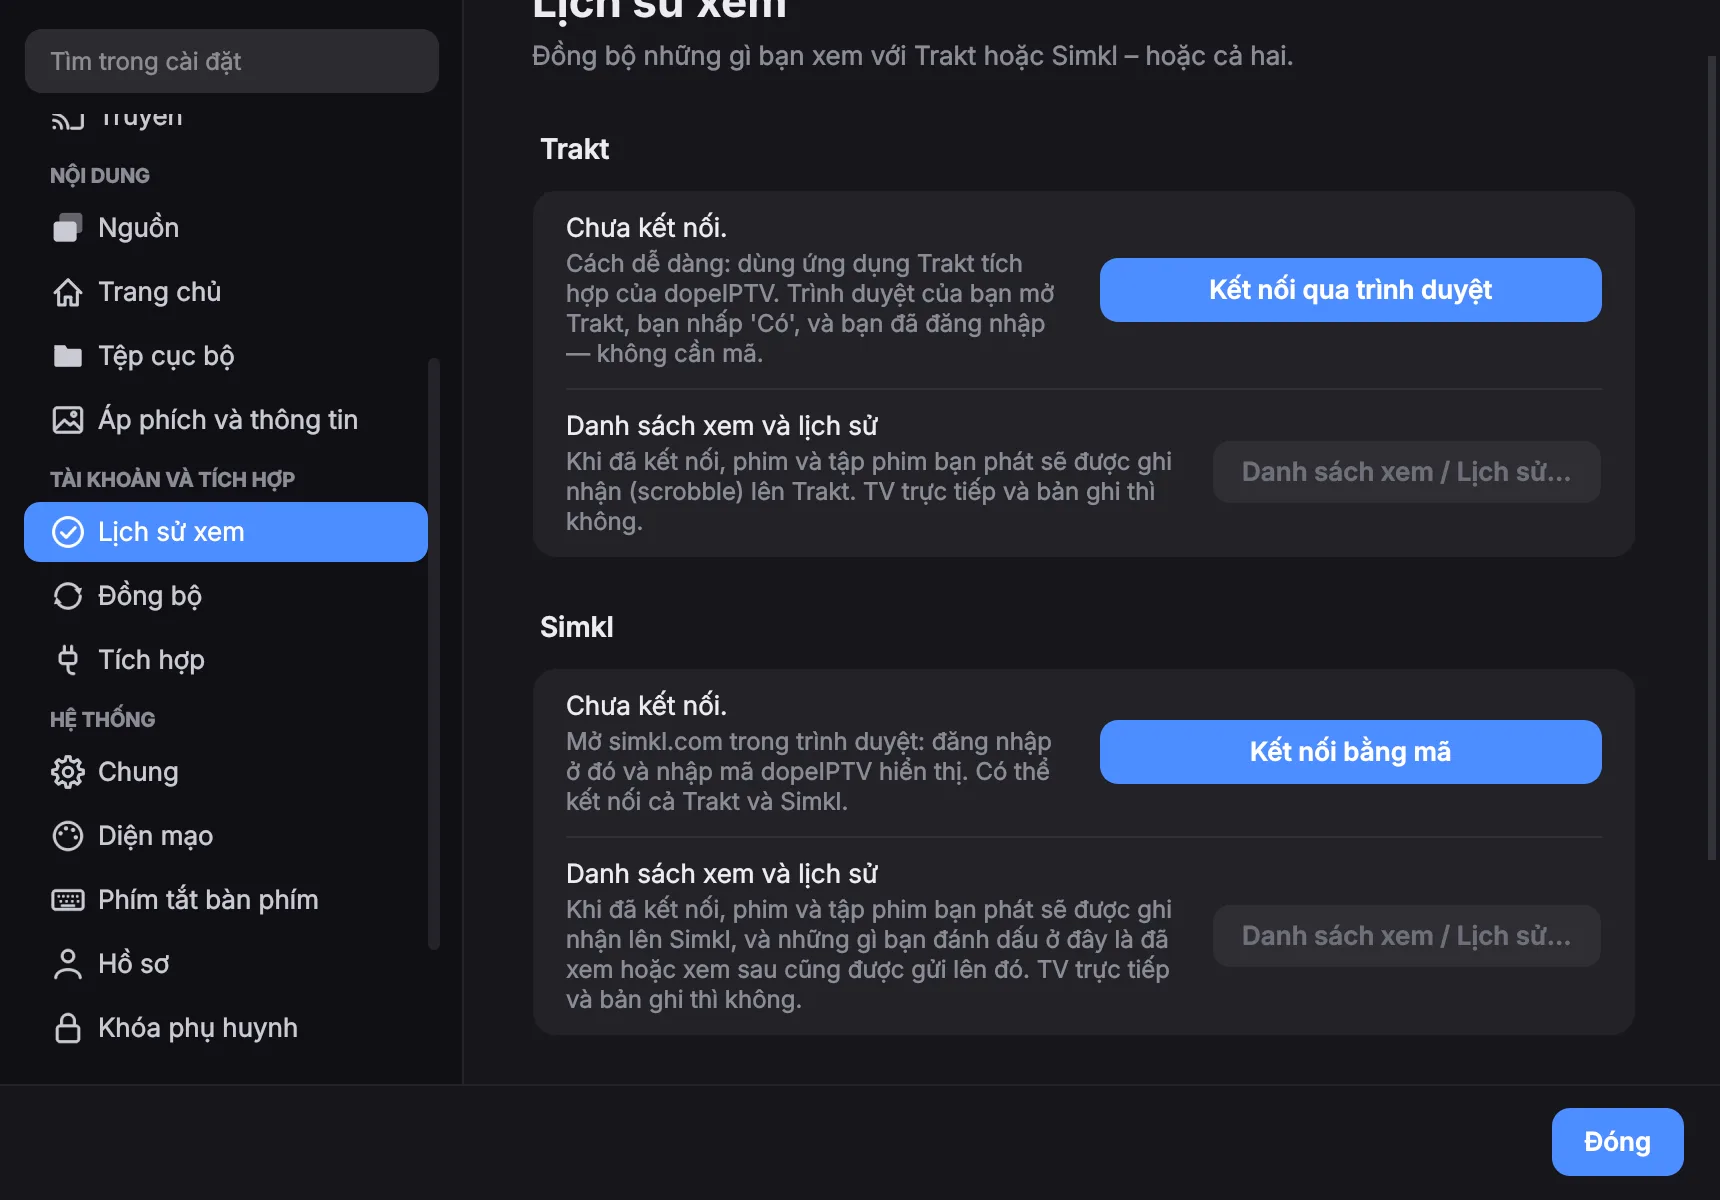 Tìm trong cài đặt
Truyền
NỘI DUNG
Nguồn
Trang chủ
Tệp cục bộ
Áp phích và thông tin
TÀI KHOẢN VÀ TÍCH HỢP
Lịch sử xem
Đồng bộ
Tích hợp
HỆ THỐNG
Chung
Diện mạo
Phím tắt bàn phím
Hồ sơ
Khóa phụ huynh
Lịch sử xem
Đồng bộ những gì bạn xem với Trakt hoặc Simkl – hoặc cả hai.
Trakt
Chưa kết nối.
Cách dễ dàng: dùng ứng dụng Trakt tích
hợp của dopeIPTV. Trình duyệt của bạn mở
Trakt, bạn nhấp 'Có', và bạn đã đăng nhập
— không cần mã.
Kết nối qua trình duyệt
Danh sách xem và lịch sử
Khi đã kết nối, phim và tập phim bạn phát sẽ được ghi
nhận (scrobble) lên Trakt. TV trực tiếp và bản ghi thì
không.
Danh sách xem / Lịch sử...
Simkl
Chưa kết nối.
Mở simkl.com trong trình duyệt: đăng nhập
ở đó và nhập mã dopeIPTV hiển thị. Có thể
kết nối cả Trakt và Simkl.
Kết nối bằng mã
Danh sách xem và lịch sử
Khi đã kết nối, phim và tập phim bạn phát sẽ được ghi
nhận lên Simkl, và những gì bạn đánh dấu ở đây là đã
xem hoặc xem sau cũng được gửi lên đó. TV trực tiếp
và bản ghi thì không.
Danh sách xem / Lịch sử...
Đóng